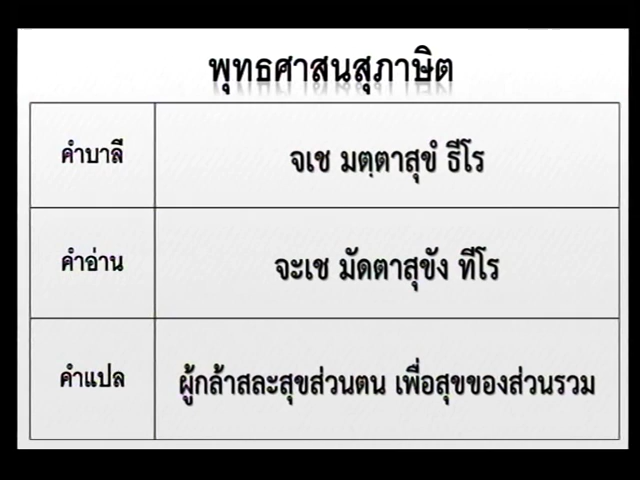 พุทธศาสนสุภาษิต
คำบาลี จเช มตฺตาสุขํ ธีโร
คำอ่าน จะเช มัดตาสุขัง ทีโร
คำแปล ผู้กล้าสละสุขส่วนตน เพื่อสุขของส่วนรวม